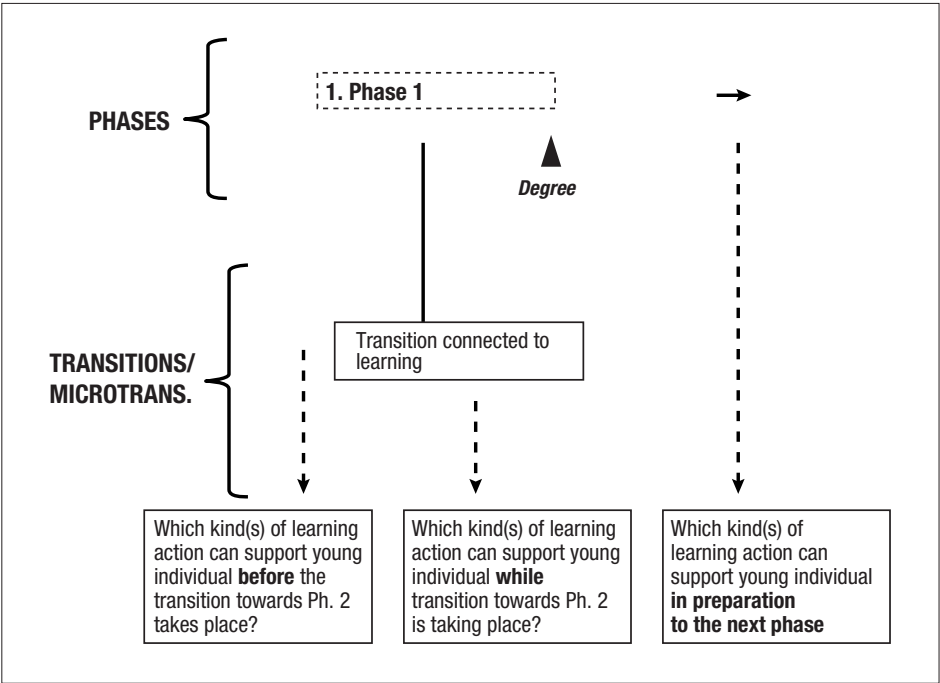 PHASES
1. Phase 1
Degree
TRANSITIONS/
MICROTRANS.
Transition connected to
learning
Which kind(s) of learning
action can support young
individual before the
transition towards Ph. 2
takes place?
Which kind(s) of learning
action can support young
individual while
transition towards Ph. 2
is taking place?
Which kind(s) of
learning action can
support young individual
in preparation
to the next phase